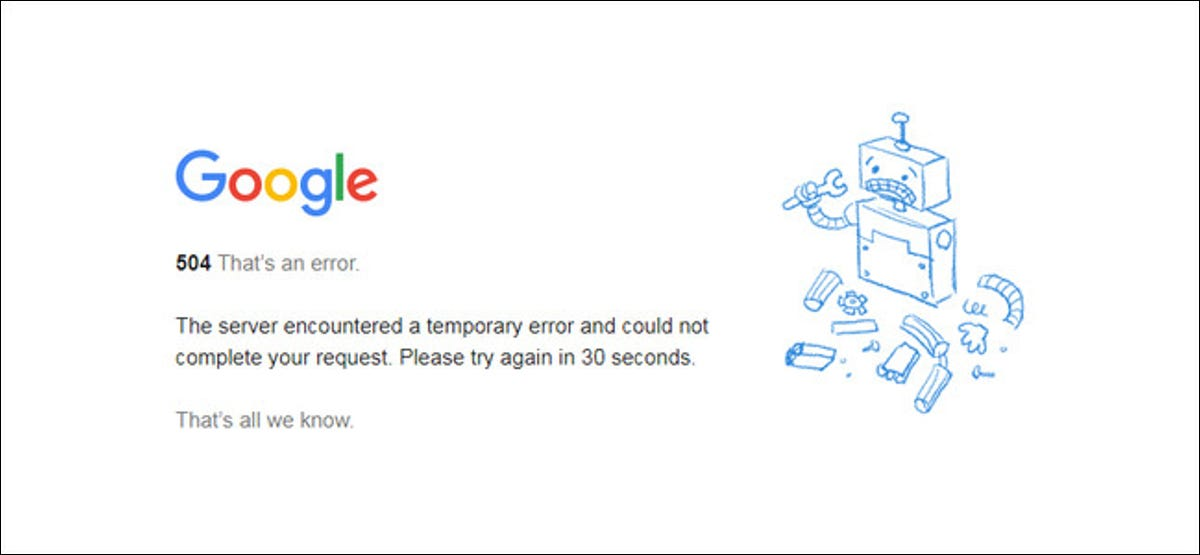 Google
504 That's an error.
The server encountered a temporary error and could not
complete your request. Please try again in 30 seconds.
That's all we know.